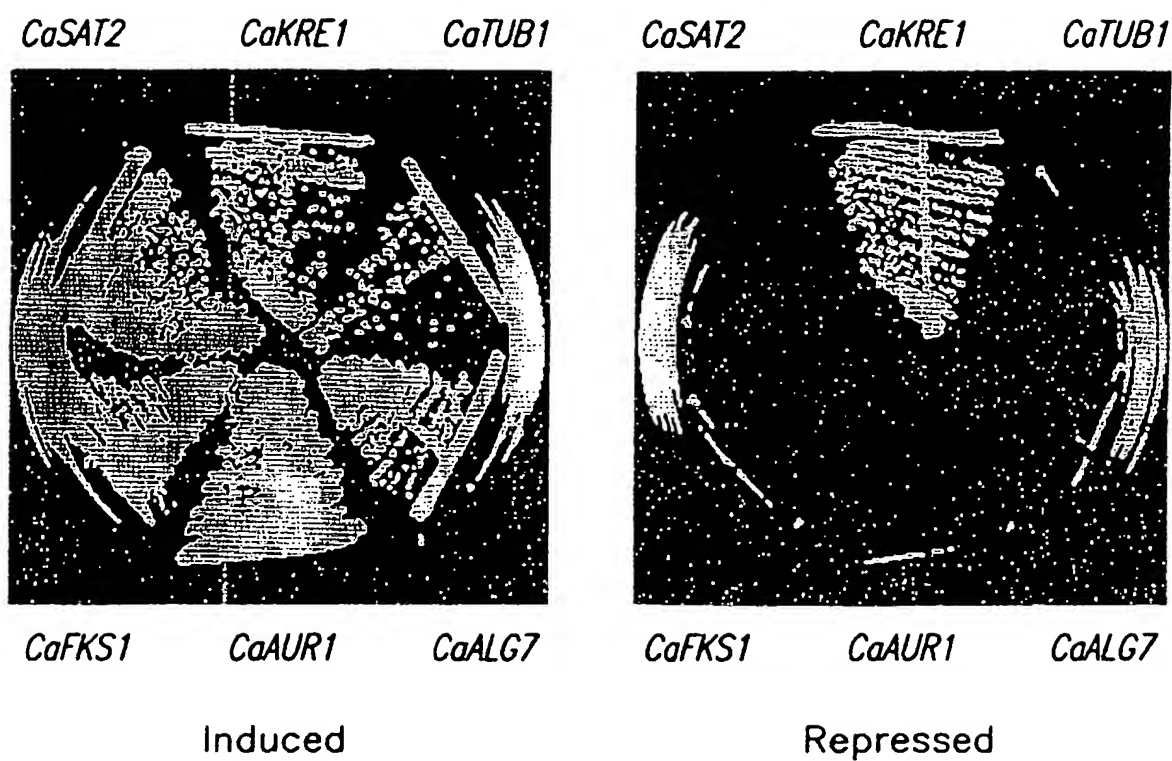 CaSAT2 CaKRE1 CaTUB1 CaSAT2 CaKRE1 CaTUB1
CaFKS1 CaAUR1 CaALG7 CaFKS1 CaAUR1 CaALG7
Induced Repressed